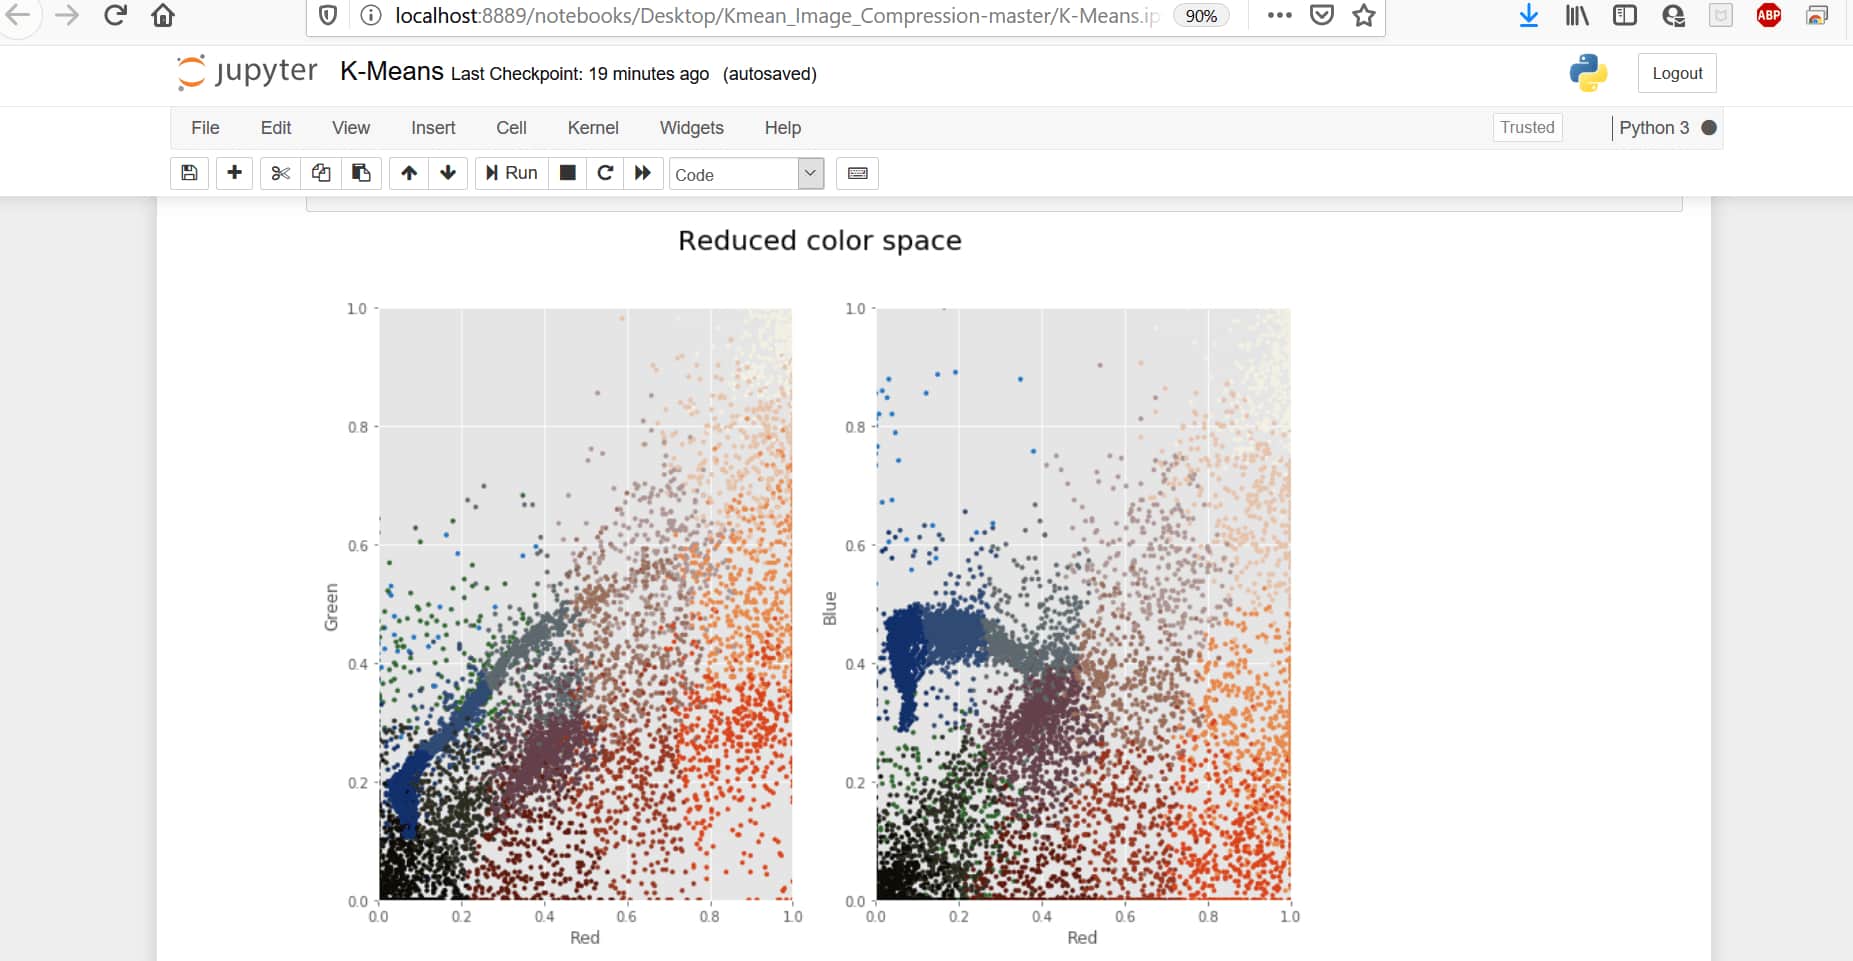 localhost:8889/notebooks/Desktop/Kmean_Image_Compression-master/K-Means.ip 90% ABP
jupyter K-Means Last Checkpoint: 19 minutes ago (autosaved) Logout
File Edit View Insert Cell Kernel Widgets Help Trusted Python 3
Run Code
Reduced color space
1.0 1.0
0.8 0.8
0.6 0.6
Green Blue
0.4 0.4
0.2 0.2
0.0 0.0
0.0 0.2 0.4 0.6 0.8 1.0 0.0 0.2 0.4 0.6 0.8 1.0
Red Red